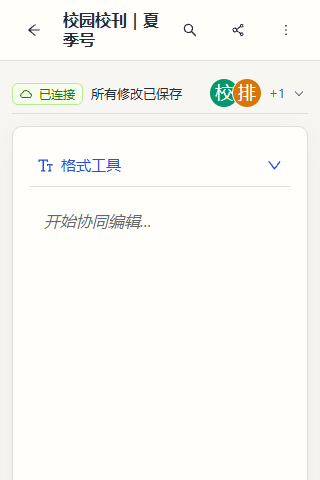 校园校刊 | 夏
季号
已连接 所有修改已保存 校 排 +1
格式工具
开始协同编辑...